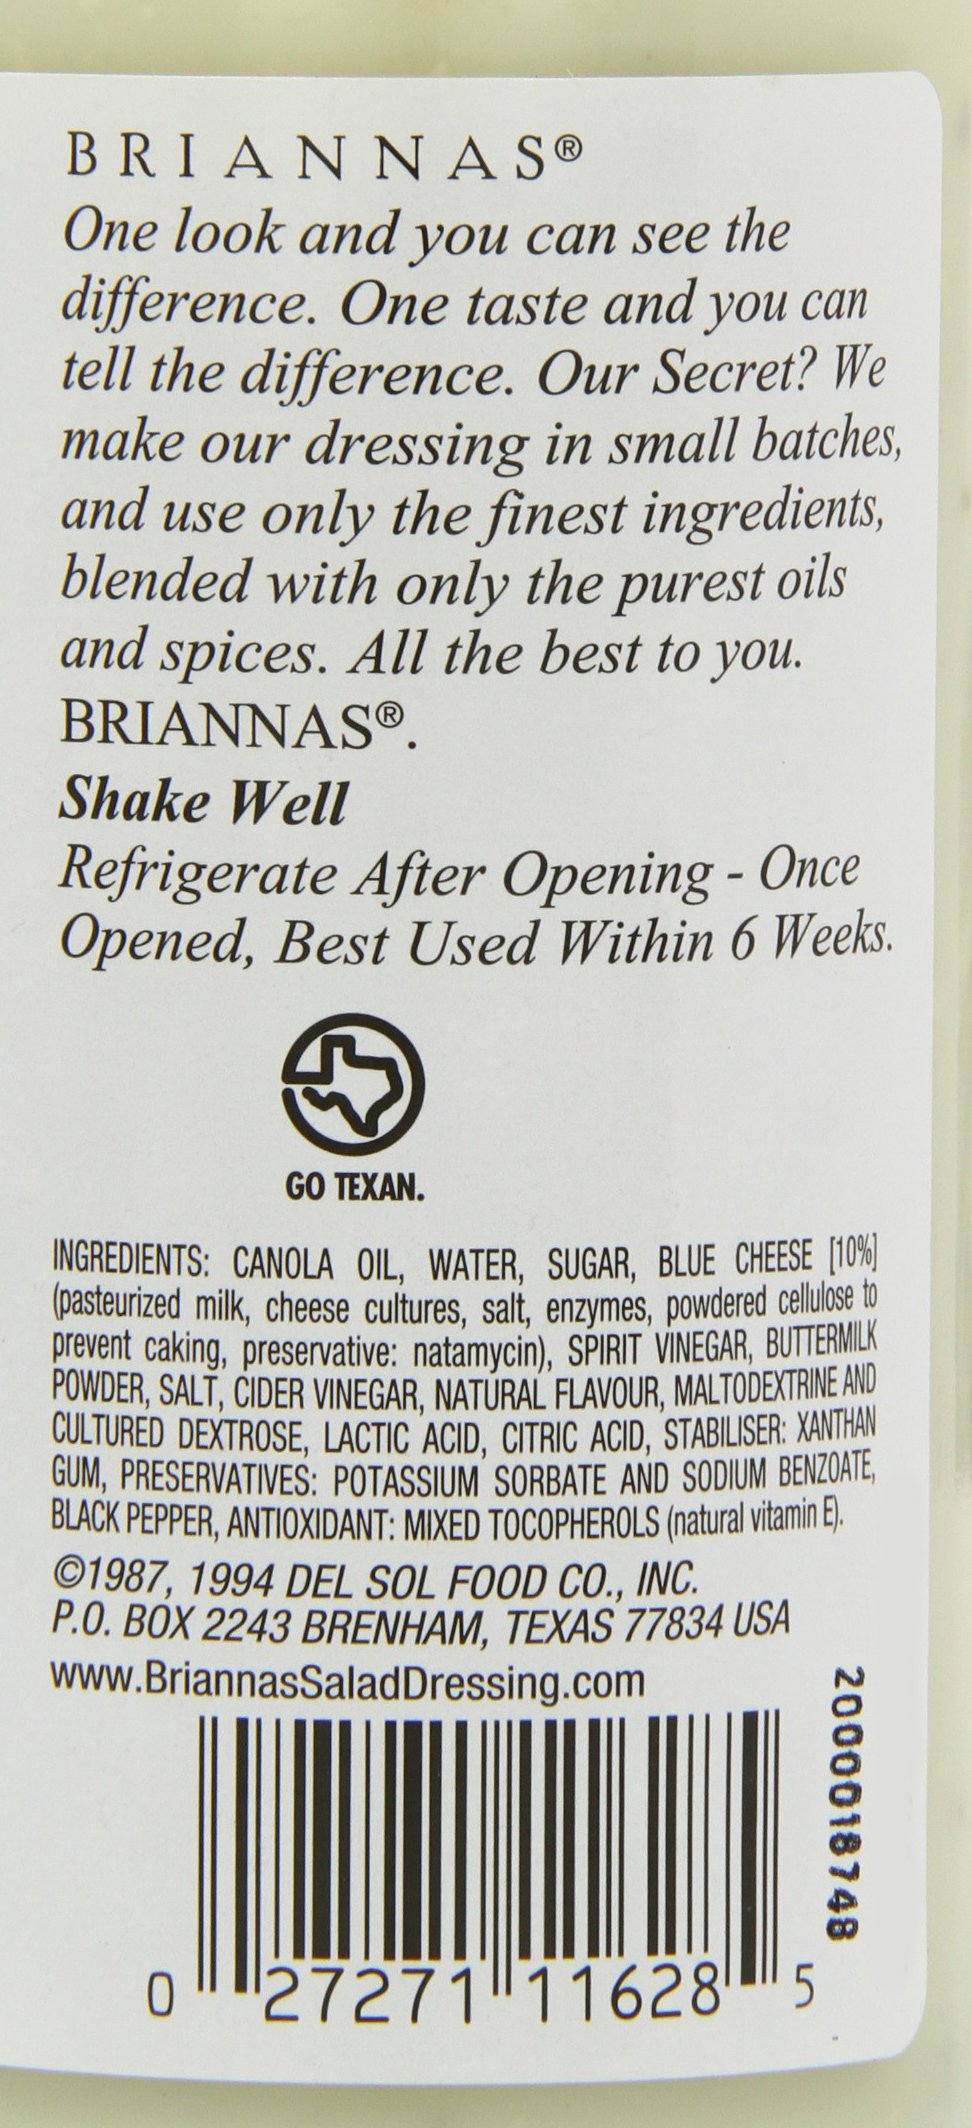 BRIANNAS®
One look and you can see the
difference. One taste and you can
tell the difference. Our Secret? We
make our dressing in small batches,
and use only the finest ingredients,
blended with only the purest oils
and spices. All the best to you.
BRIANNAS®.
Shake Well
Refrigerate After Opening - Once
Opened, Best Used Within 6 Weeks.
GO TEXAN.
INGREDIENTS: CANOLA OIL, WATER, SUGAR, BLUE CHEESE [10%]
(pasteurized milk, cheese cultures, salt, enzymes, powdered cellulose to
prevent caking, preservative: natamycin), SPIRIT VINEGAR, BUTTERMILK
POWDER, SALT, CIDER VINEGAR, NATURAL FLAVOUR, MALTODEXTRINE AND
CULTURED DEXTROSE, LACTIC ACID, CITRIC ACID, STABILISER: XANTHAN
GUM, PRESERVATIVES: POTASSIUM SORBATE AND SODIUM BENZOATE,
BLACK PEPPER, ANTIOXIDANT: MIXED TOCOPHEROLS (natural vitamin E).
©1987, 1994 DEL SOL FOOD CO., INC.
P.O. BOX 2243 BRENHAM, TEXAS 77834 USA
www.BriannasSaladDressing.com
2000018748
0 27271 11628 5